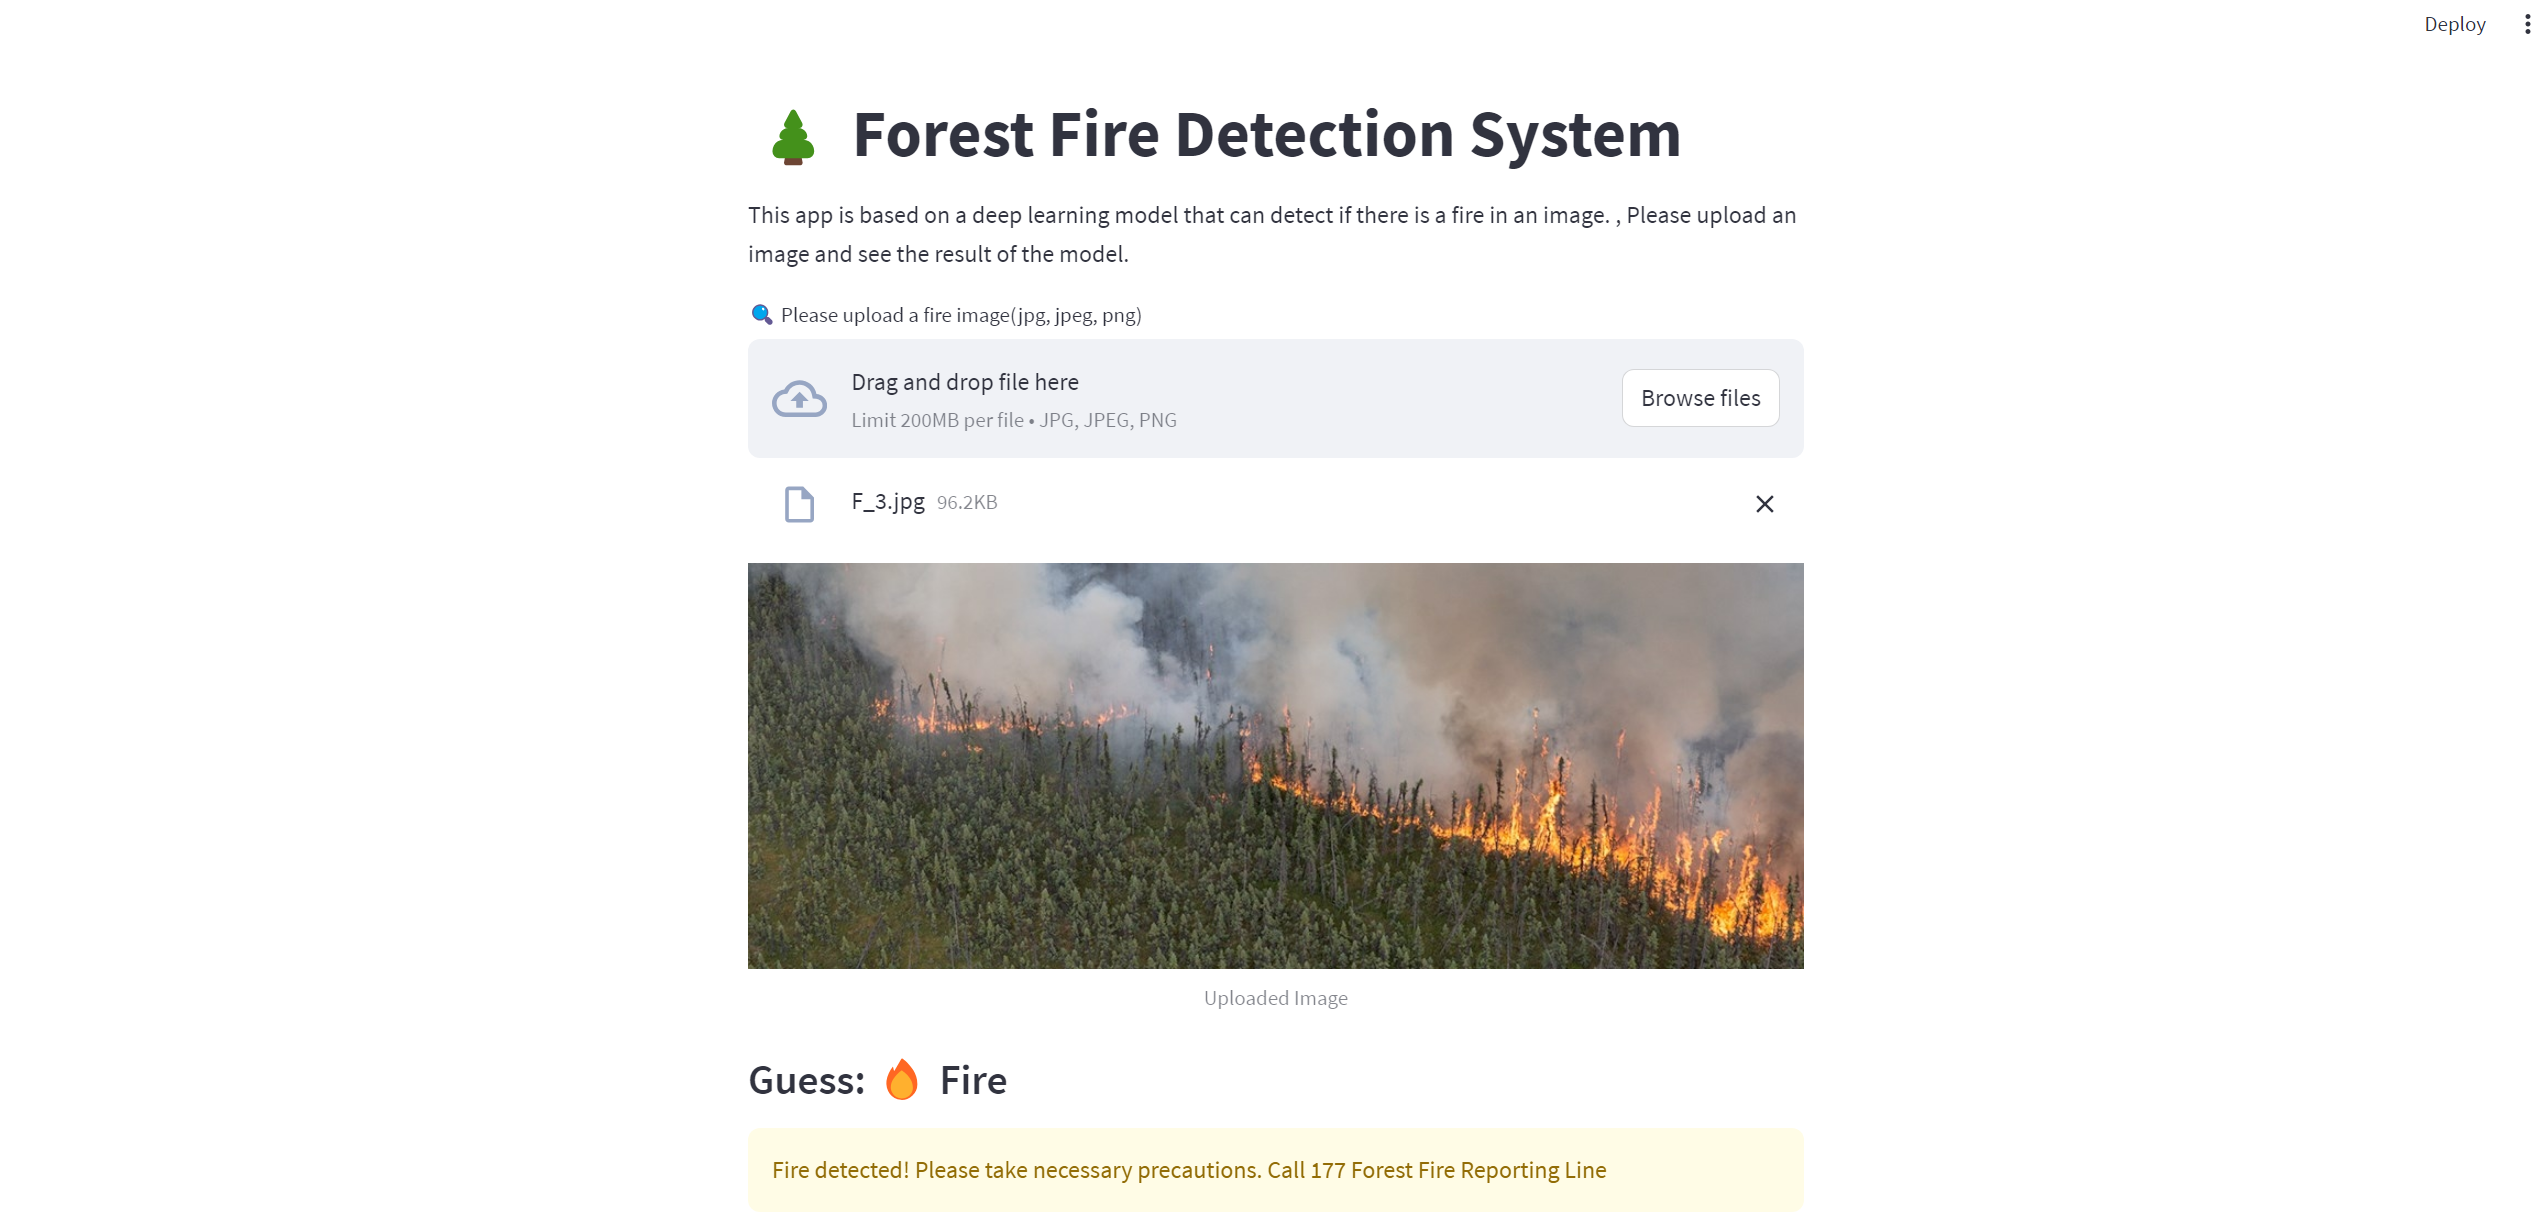 Deploy
Forest Fire Detection System
This app is based on a deep learning model that can detect if there is a fire in an image. , Please upload an
image and see the result of the model.
Please upload a fire image(jpg, jpeg, png)
Drag and drop file here
Limit 200MB per file • JPG, JPEG, PNG
Browse files
F_3.jpg 96.2KB
Uploaded Image
Guess: Fire
Fire detected! Please take necessary precautions. Call 177 Forest Fire Reporting Line